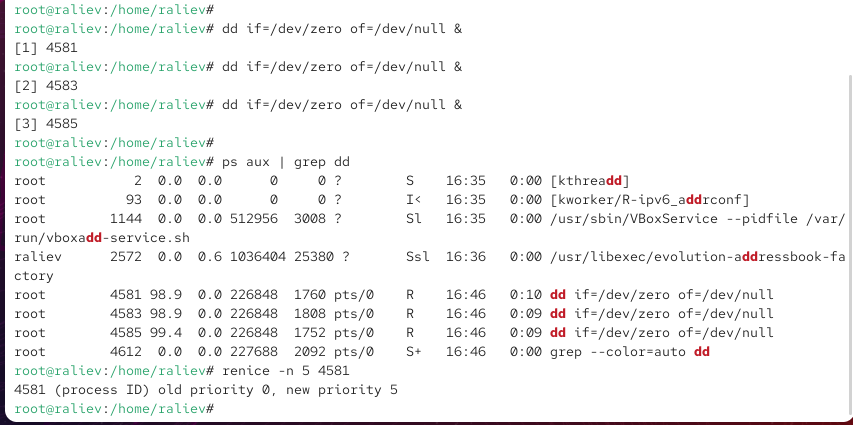 root@raliev:/home/raliev#
root@raliev:/home/raliev# dd if=/dev/zero of=/dev/null &
[1] 4581
root@raliev:/home/raliev# dd if=/dev/zero of=/dev/null &
[2] 4583
root@raliev:/home/raliev# dd if=/dev/zero of=/dev/null &
[3] 4585
root@raliev:/home/raliev#
root@raliev:/home/raliev# ps aux | grep dd
root           2  0.0  0.0      0     0 ?        S    16:35   0:00 [kthreadd]
root          93  0.0  0.0      0     0 ?        I<   16:35   0:00 [kworker/R-ipv6_addrconf]
root        1144  0.0  0.0 512956  3008 ?        Sl   16:35   0:00 /usr/sbin/VBoxService --pidfile /var/
run/vboxadd-service.sh
raliev      2572  0.0  0.6 1036404 25380 ?       Ssl  16:36   0:00 /usr/libexec/evolution-addressbook-fa
ctory
root        4581 98.9  0.0 226848  1760 pts/0    R    16:46   0:10 dd if=/dev/zero of=/dev/null
root        4583 98.9  0.0 226848  1808 pts/0    R    16:46   0:09 dd if=/dev/zero of=/dev/null
root        4585 99.4  0.0 226848  1752 pts/0    R    16:46   0:09 dd if=/dev/zero of=/dev/null
root        4612  0.0  0.0 227688  2092 pts/0    S+   16:46   0:00 grep --color=auto dd
root@raliev:/home/raliev# renice -n 5 4581
4581 (process ID) old priority 0, new priority 5
root@raliev:/home/raliev#